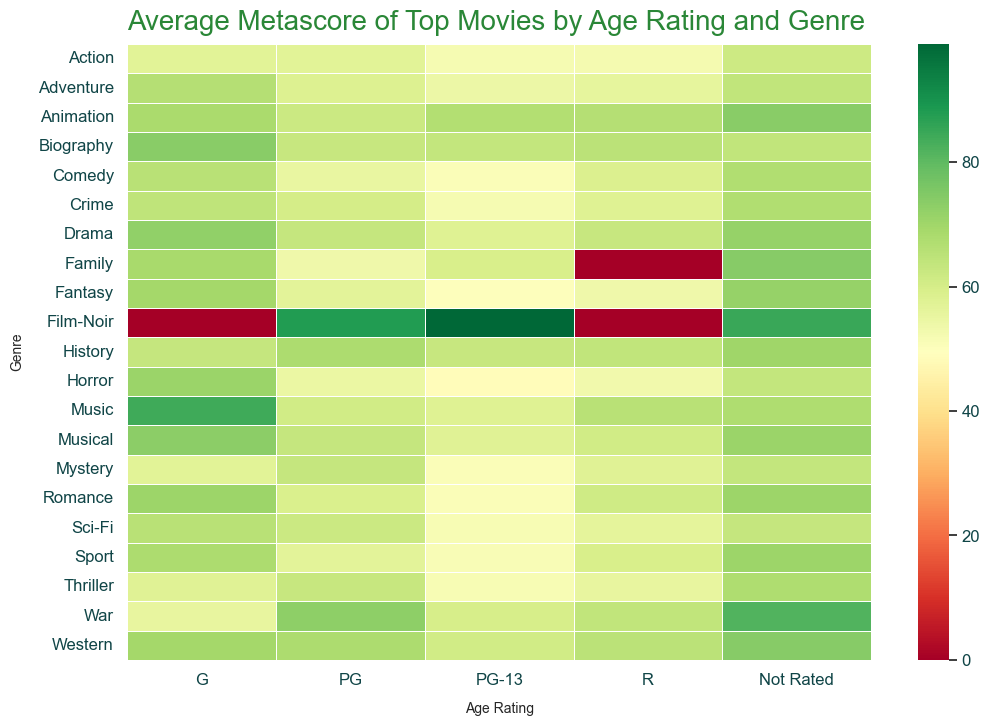 Average Metascore of Top Movies by Age Rating and Genre
Action
Adventure
Animation
Biography
Comedy
Crime
Drama
Family
Fantasy
Film-Noir
History
Horror
Music
Musical
Mystery
Romance
Sci-Fi
Sport
Thriller
War
Western
Genre
G
PG
PG-13
R
Not Rated
Age Rating
80
60
40
20
0